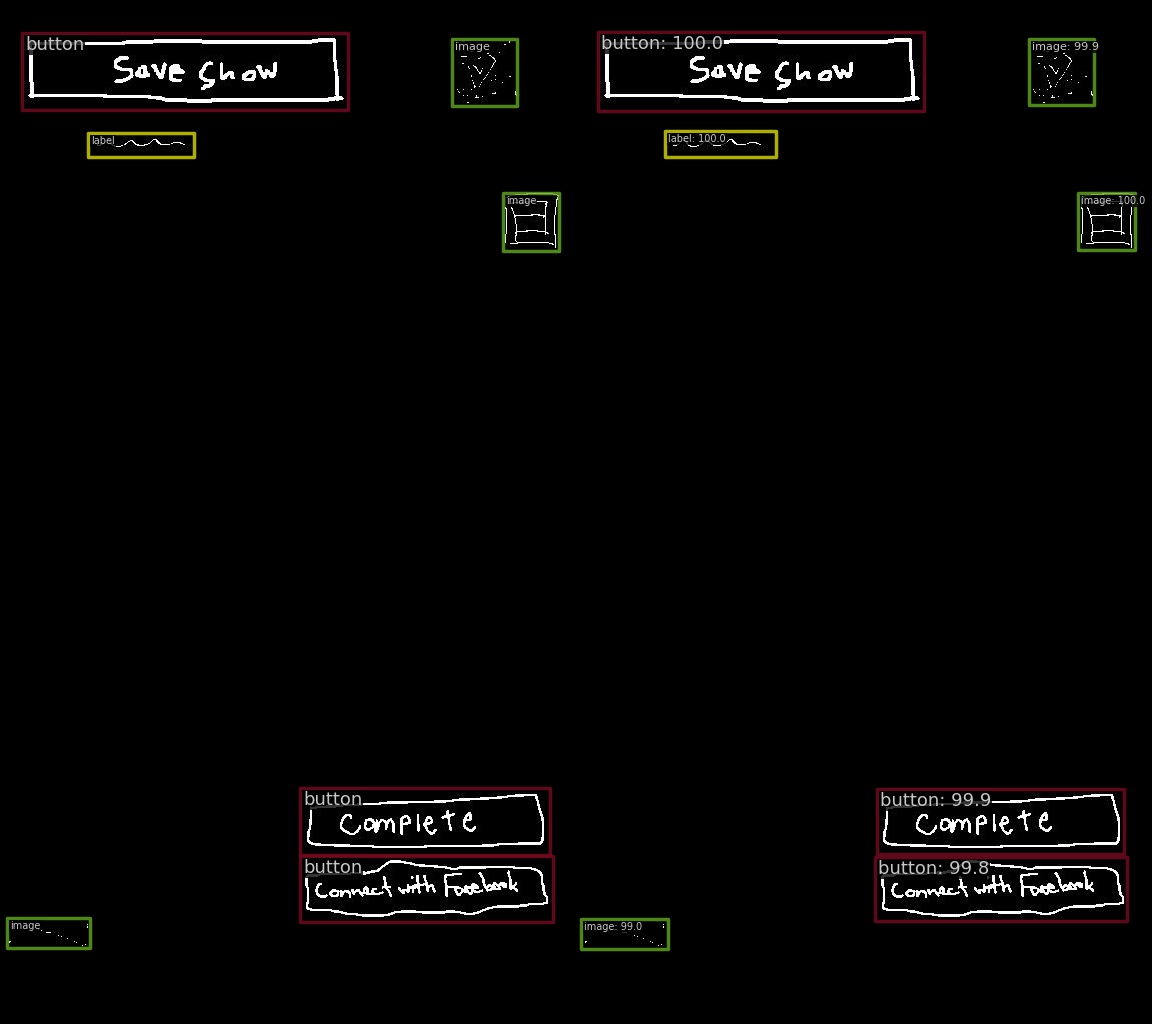 button image button: 100.0 image: 99.9
Save Show Save Show
label label: 100.0
image image: 100.0
button button: 99.9
Complete Complete
button button: 99.8
Connect with Facebook Connect with Facebook
image image: 99.0